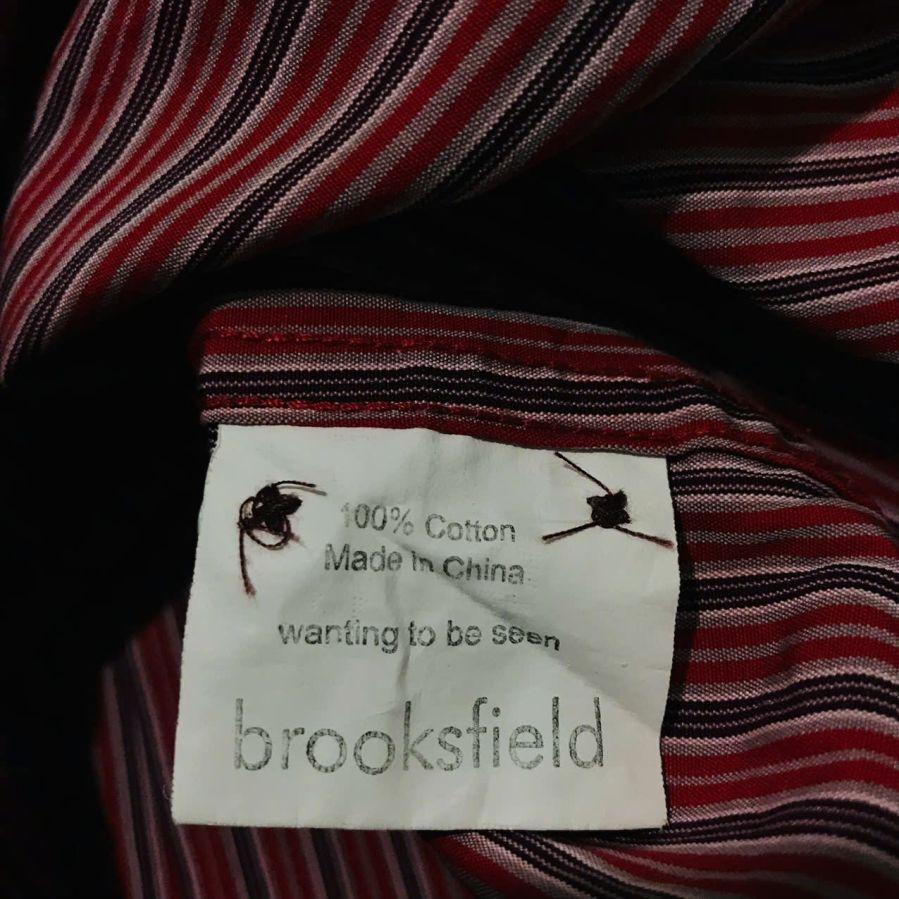 100% Cotton
Made in China
wanting to be seen
brooksfield